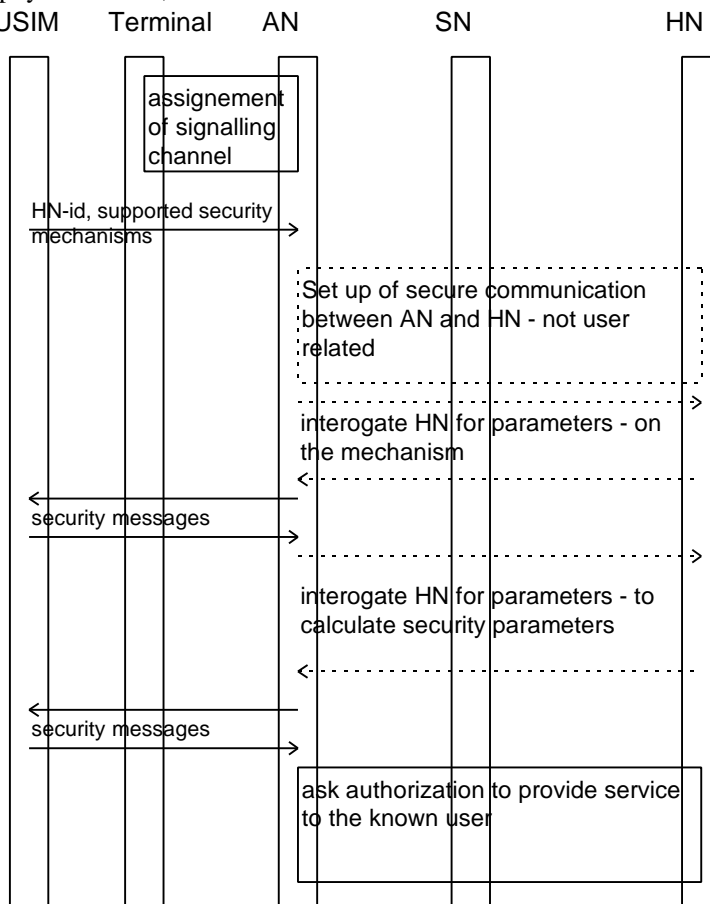 USIM Terminal AN SN HN
assignement
of signalling
channel
HN-id, supported security
mechanisms
Set up of secure communication
between AN and HN - not user
related
interogate HN for parameters - on
the mechanism
security messages
interogate HN for parameters - to
calculate security parameters
security messages
ask authorization to provide service
to the known user